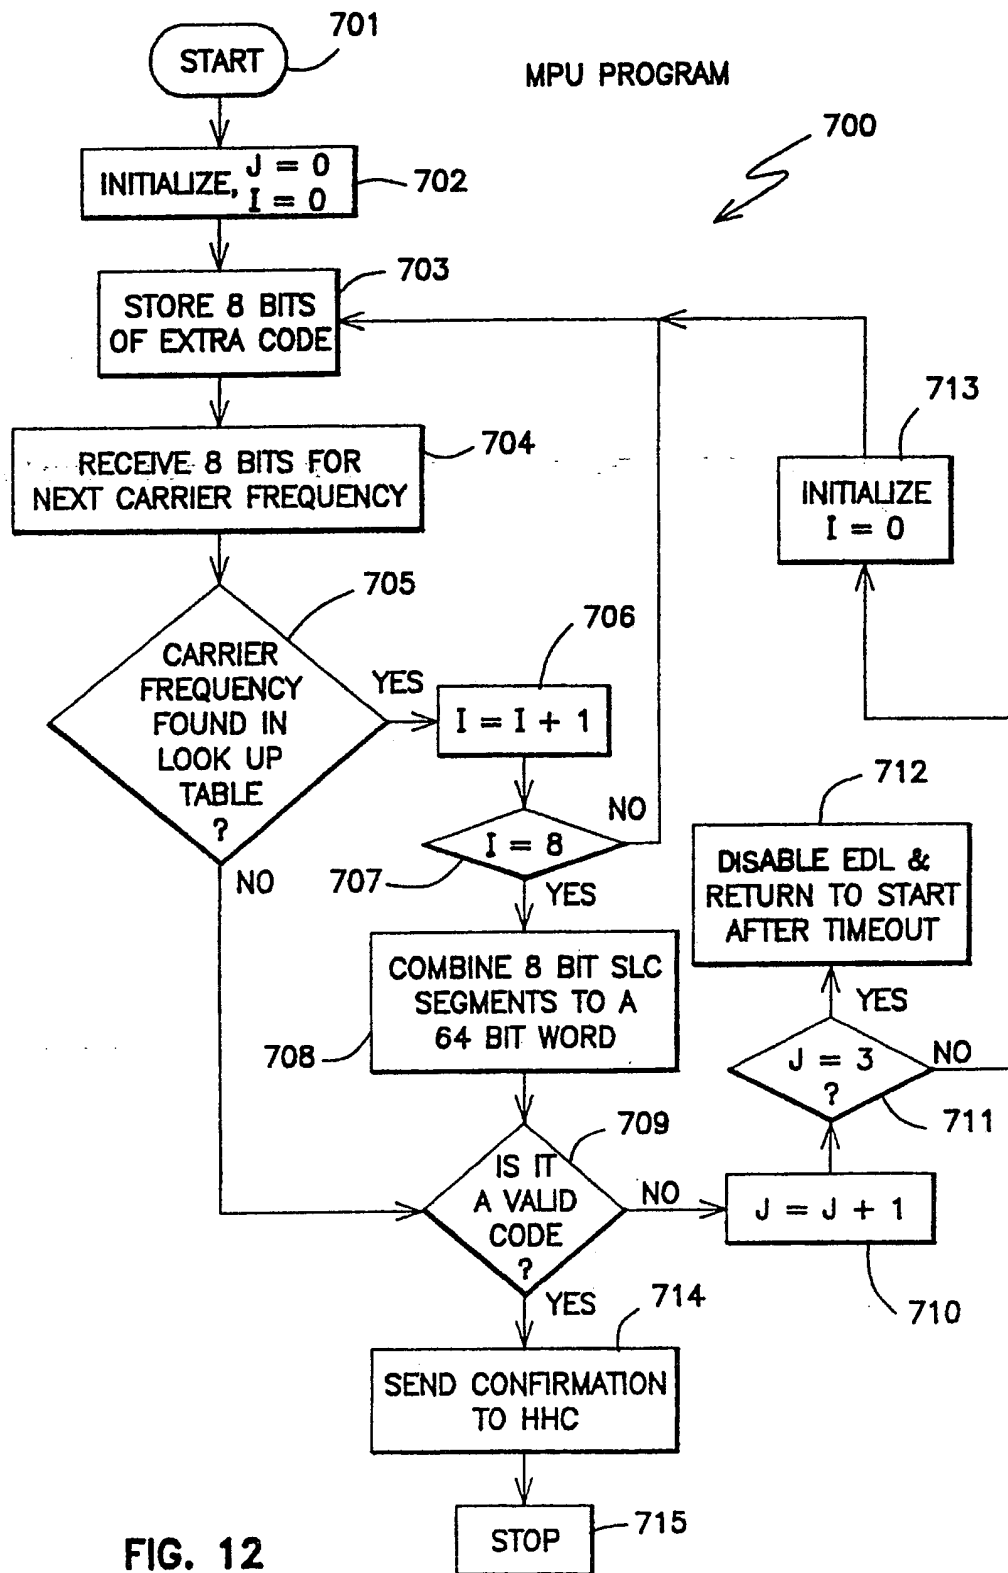 701
START
MPU PROGRAM
700
INITIALIZE, J = 0
I = 0
702
703
STORE 8 BITS
OF EXTRA CODE
713
704
RECEIVE 8 BITS FOR
NEXT CARRIER FREQUENCY
INITIALIZE
I = 0
705
706
CARRIER
FREQUENCY
FOUND IN
LOOK UP
TABLE
?
YES
I = I + 1
712
NO
I = 8
707
NO
YES
DISABLE EDL &
RETURN TO START
AFTER TIMEOUT
COMBINE 8 BIT SLC
SEGMENTS TO A
64 BIT WORD
708
YES
J = 3
?
NO
711
709
IS IT
A VALID
CODE
?
NO
J = J + 1
710
YES
714
SEND CONFIRMATION
TO HHC
STOP
715
FIG. 12